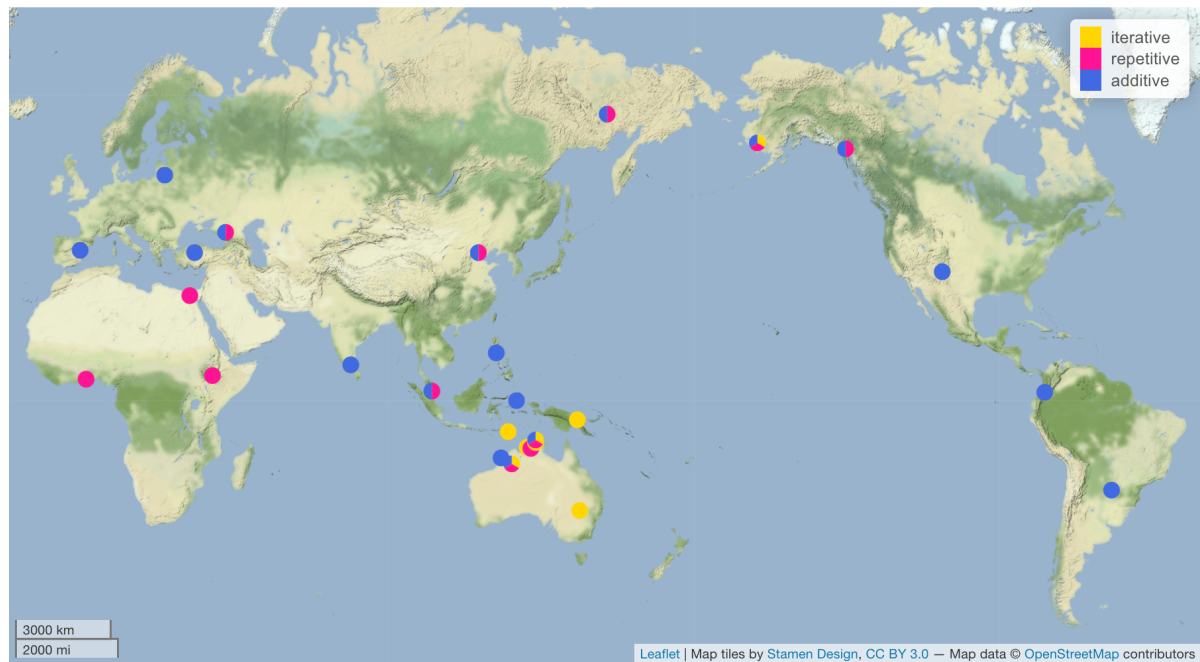 iterative
repetitive
additive
3000 km
2000 mi
Leaflet | Map tiles by Stamen Design, CC BY 3.0 — Map data © OpenStreetMap contributors